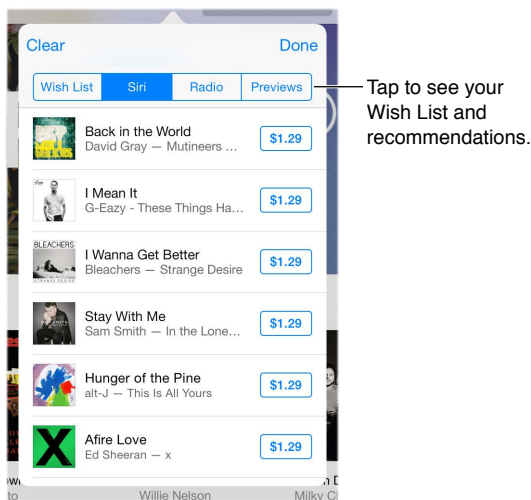 Clear
Done
Wish List
Siri
Radio
Previews
Tap to see your
Wish List and
recommendations.
Back in the World
David Gray — Mutineers ...
$1.29
I Mean It
G-Eazy - These Things Ha...
$1.29
BLEACHERS
STRANGE DESIRE
I Wanna Get Better
Bleachers — Strange Desire
$1.29
Stay With Me
Sam Smith — In the Lone...
$1.29
Hunger of the Pine
alt-J — This Is All Yours
$1.29
Afire Love
Ed Sheeran — x
$1.29
Willie Nelson
Milky C